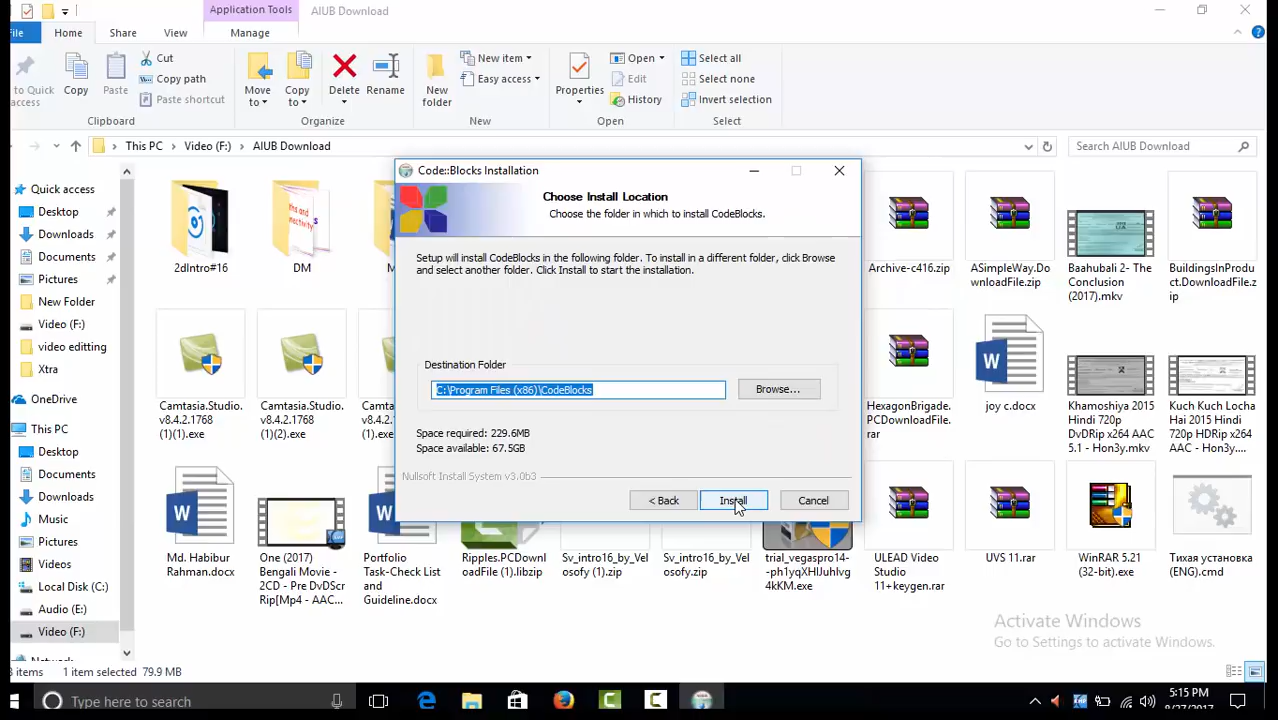 Application Tools
AIUB Download
File
Home
Share
View
Manage
to Quick
access
Copy
Paste
Cut
Copy path
Paste shortcut
Clipboard
Move
to
Copy
to
Delete
Rename
Organize
New
folder
New item
Easy access
New
Properties
Open
Edit
History
Open
Select all
Select none
Invert selection
Select
This PC
Video (F:)
AIUB Download
Search AIUB Download
Quick access
Desktop
Downloads
Documents
Pictures
New Folder
Video (F:)
video editting
Xtra
OneDrive
This PC
Desktop
Documents
Downloads
Music
Pictures
Videos
Local Disk (C:)
Audio (E:)
Video (F:)
2dIntro#16
DM
M
Archive-c416.zip
ASimpleWay.Do
wnloadFile.zip
Baahubali 2- The
Conclusion
(2017).mkv
BuildingsInProdu
ct.DownloadFile.z
ip
Camtasia.Studio.
v8.4.2.1768
(1)(1).exe
Camtasia.Studio.
v8.4.2.1768
(1)(2).exe
HexagonBrigade.
PCDownloadFile.
rar
joy c.docx
Khamoshiya 2015
Hindi 720p
DvDRip x264 AAC
5.1 - Hon3y.mkv
Kuch Kuch Locha
Hai 2015 Hindi
720p HDRip x264
AAC - Hon3y.mkv
Md. Habibur
Rahman.docx
One (2017)
Bengali Movie -
2CD - Pre DvDScr
Rip[Mp4 - AAC...
Portfolio
Task-Check List
and
Guideline.docx
Ripples.PCDownl
oadFile (1).libzip
Sv_intro16_by_Vel
osofy (1).zip
Sv_intro16_by_Vel
osofy.zip
trial_vegaspro14-
-ph1yqXHIJuhlvg
4kKM.exe
ULEAD Video
Studio
11+keygen.rar
UVS 11.rar
WinRAR 5.21
(32-bit).exe
Тихая установка
(ENG).cmd
Code::Blocks Installation
Choose Install Location
Choose the folder in which to install CodeBlocks.
Setup will install CodeBlocks in the following folder. To install in a different folder, click Browse
and select another folder. Click Install to start the installation.
Destination Folder
C:\Program Files (x86)\CodeBlocks
Browse...
Space required: 229.6MB
Space available: 67.5GB
Nullsoft Install System v3.0b3
< Back
Install
Cancel
Activate Windows
Go to Settings to activate Windows.
items
1 item selected
79.9 MB
Type here to search
5:15 PM
8/27/2017